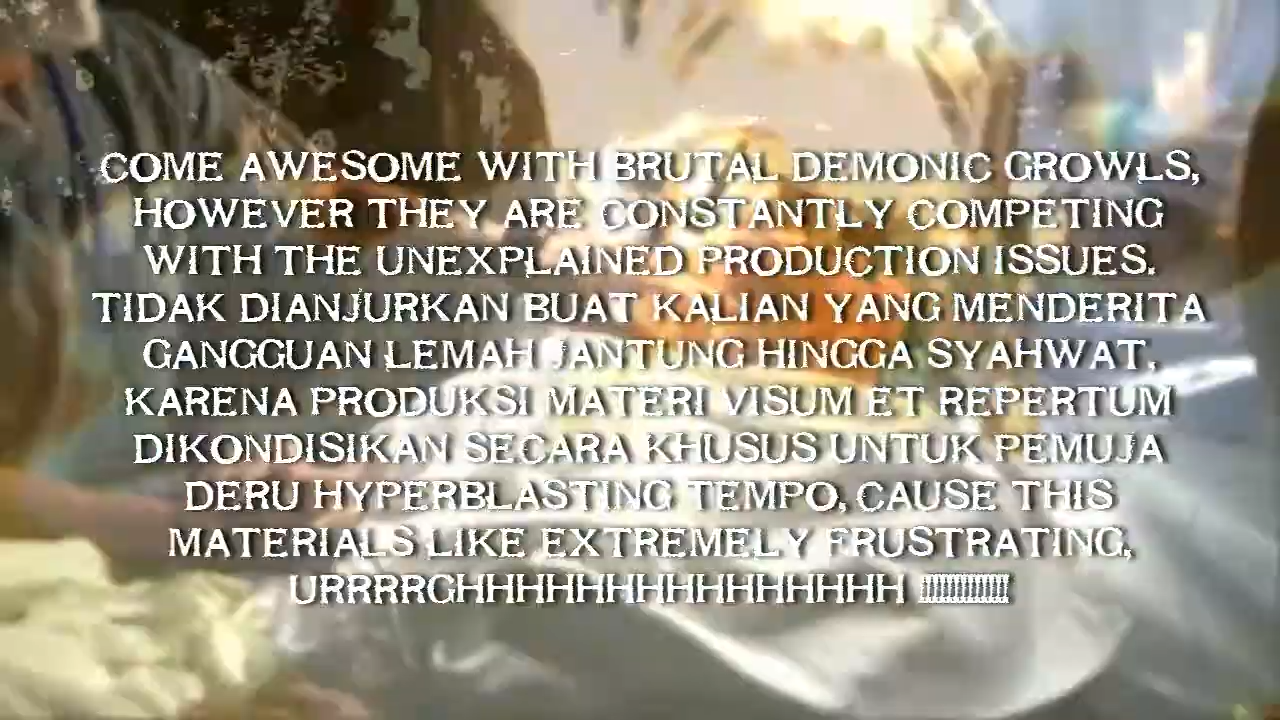 COME AWESOME WITH BRUTAL DEMONIC GROWLS,
HOWEVER THEY ARE CONSTANTLY COMPETING
WITH THE UNEXPLAINED PRODUCTION ISSUES.
TIDAK DIANJURKAN BUAT KALIAN YANG MENDERITA
GANGGUAN LEMAH JANTUNG HINGGA SYAHWAT,
KARENA PRODUKSI MATERI VISUM ET REPERTUM
DIKONDISIKAN SECARA KHUSUS UNTUK PEMUJA
DERU HYPERBLASTING TEMPO, CAUSE THIS
MATERIALS LIKE EXTREMELY FRUSTRATING,
URRRRGHHHHHHHHHHHHHHHH